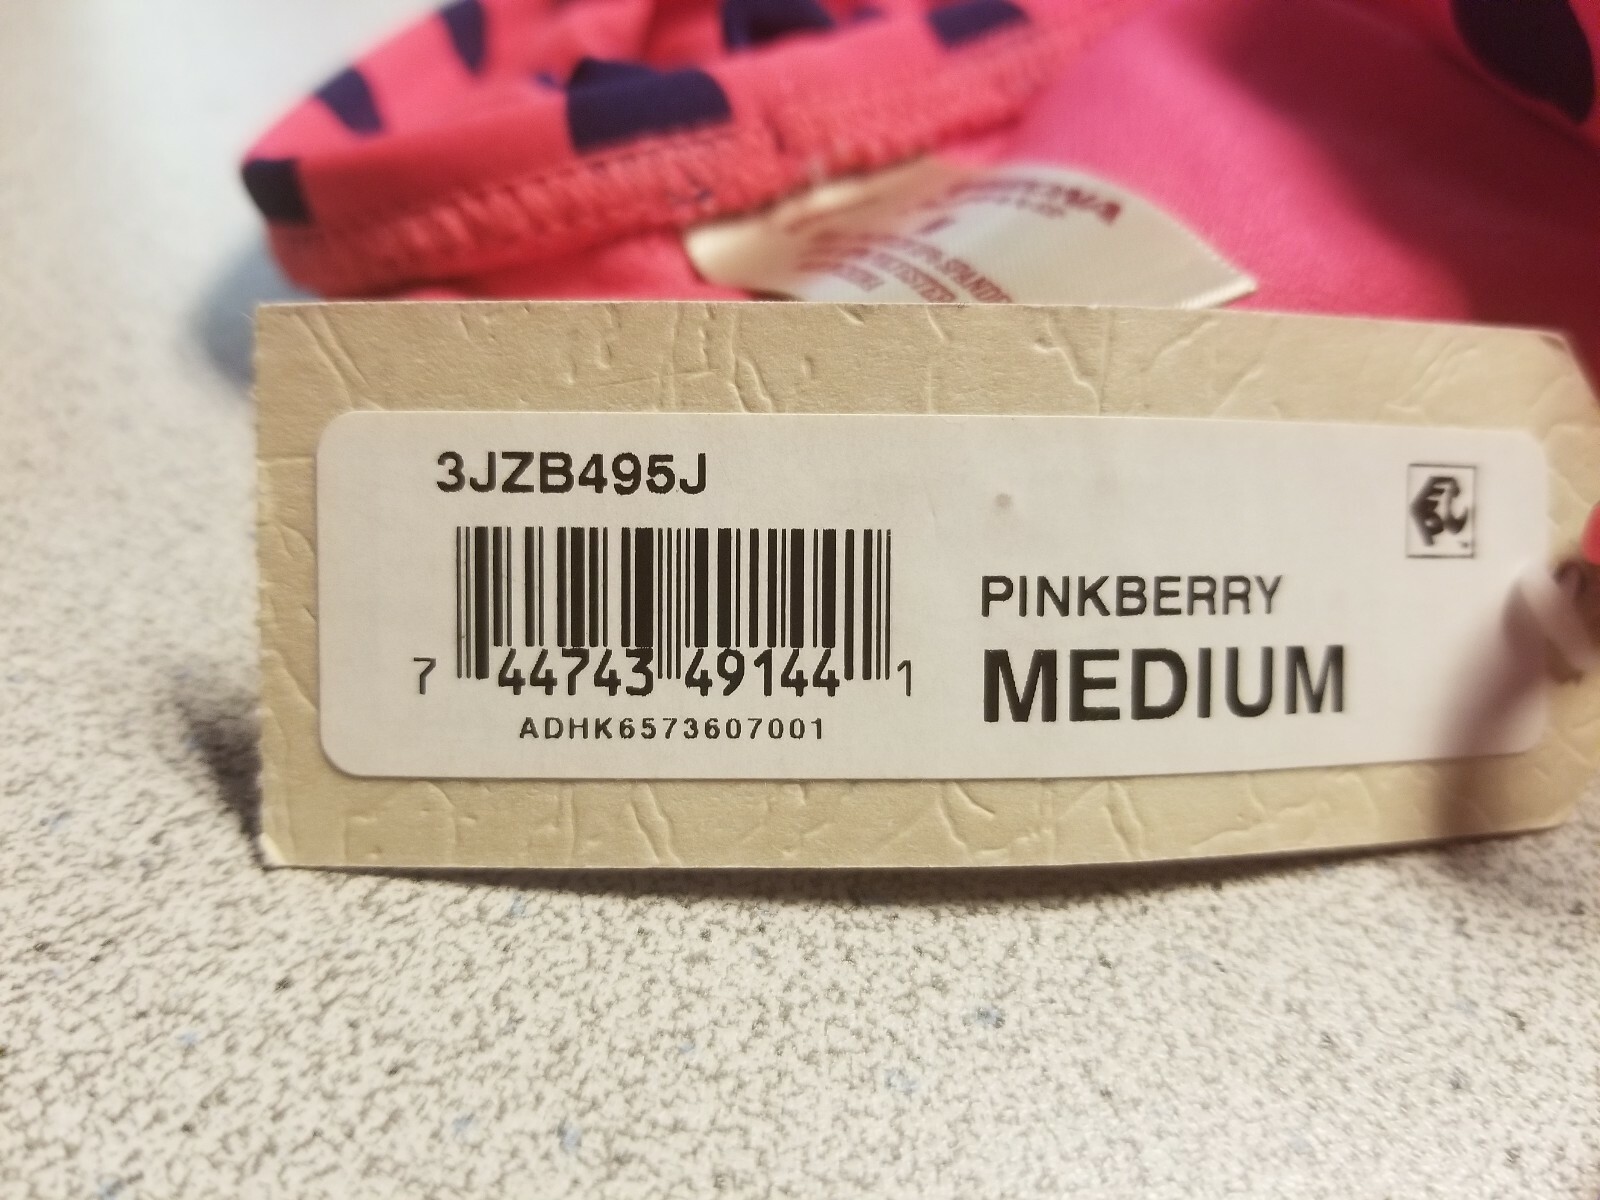 3JZB495J
7 44743 49144 1
ADHK6573607001
PINKBERRY
MEDIUM